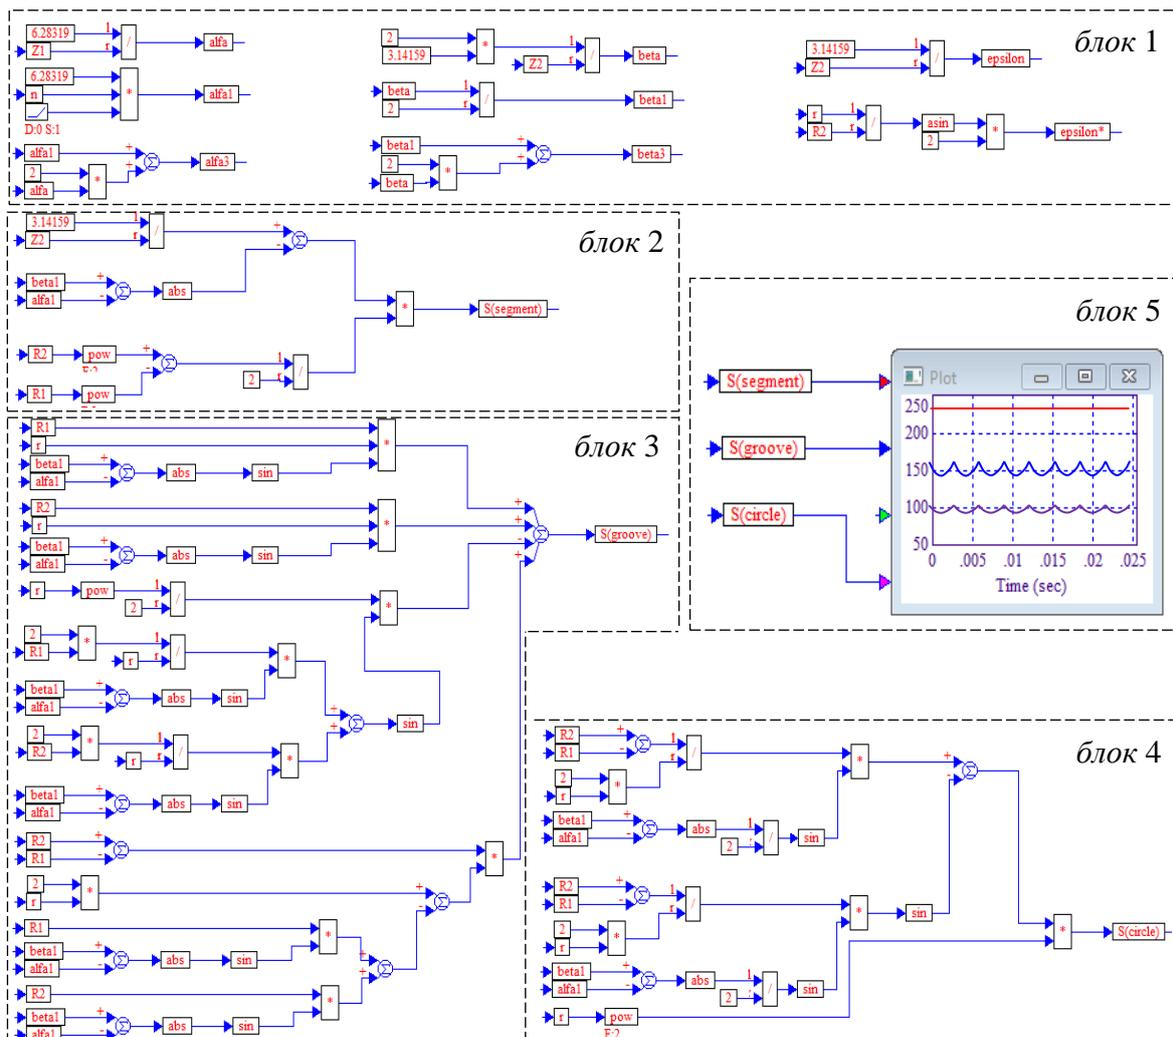 блок 1
6.28319
Z1
l
r
/
alfa
6.28319
n
*
alfa1
D:0 S:1
alfa1
2
alfa
*
+
+
Σ
alfa3
2
3.14159
*
Z2
l
r
/
beta
beta
2
l
r
/
beta1
beta1
2
beta
*
+
+
Σ
beta3
3.14159
Z2
l
r
/
epsilon
r
R2
l
r
/
asin
2
*
epsilon*
блок 2
3.14159
Z2
l
r
/
+
-
Σ
beta1
alfa1
+
-
Σ
abs
*
S(segment)
R2
pow
R1
pow
+
-
Σ
2
l
r
/
блок 3
R1
r
beta1
alfa1
+
-
Σ
abs
sin
*
R2
r
beta1
alfa1
+
-
Σ
abs
sin
*
+
+
-
+
Σ
S(groove)
r
pow
2
l
r
/
*
2
R1
*
r
l
r
/
*
beta1
alfa1
+
-
Σ
abs
sin
+
+
Σ
sin
2
R2
*
r
l
r
/
*
beta1
alfa1
+
-
Σ
abs
sin
R2
R1
+
-
Σ
*
2
r
*
+
-
Σ
R1
beta1
alfa1
+
-
Σ
abs
sin
*
+
+
Σ
R2
beta1
alfa1
+
-
Σ
abs
sin
*
блок 5
S(segment)
S(groove)
S(circle)
Plot
250
200
150
100
50
0 .005 .01 .015 .02 .025
Time (sec)
блок 4
R2
R1
+
-
Σ
2
r
*
l
r
/
*
beta1
alfa1
+
-
Σ
abs
2
l
/
sin
+
-
Σ
R2
R1
+
-
Σ
2
r
*
l
r
/
*
sin
beta1
alfa1
+
-
Σ
abs
2
l
/
sin
r
pow
E:2
*
S(circle)